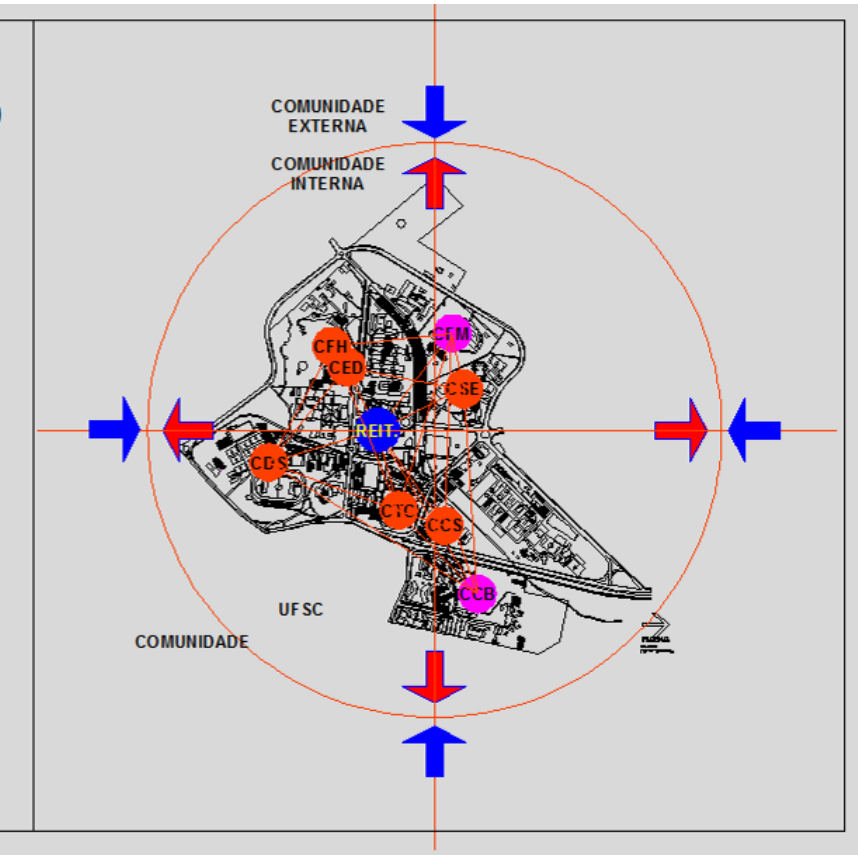 COMUNIDADE
EXTERNA
COMUNIDADE
INTERNA
CFM
CFH
CED
CSE
REIT.
CDS
CTC
CCS
CCB
UFSC
COMUNIDADE